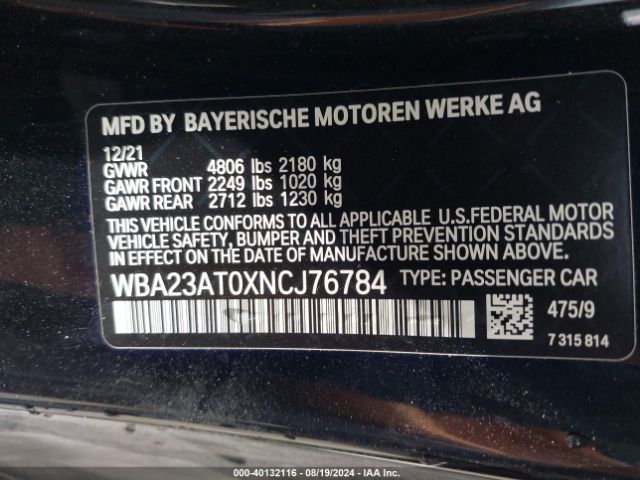 MFD BY BAYERISCHE MOTOREN WERKE AG
12/21
GVWR 4806 lbs 2180 kg
GAWR FRONT 2249 lbs 1020 kg
GAWR REAR 2712 lbs 1230 kg
THIS VEHICLE CONFORMS TO ALL APPLICABLE U.S.FEDERAL MOTOR
VEHICLE SAFETY, BUMPER AND THEFT PREVENTION STANDARDS
IN EFFECT ON THE DATE OF MANUFACTURE SHOWN ABOVE.
WBA23AT0XNCJ76784 TYPE: PASSENGER CAR
475/9
7 315 814
000-40132116 - 08/19/2024 - IAA Inc.